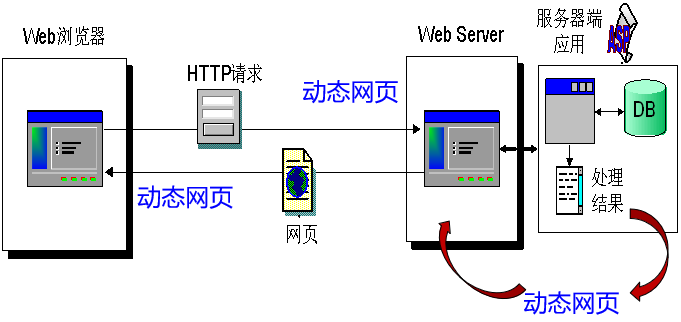 Web浏览器
HTTP请求
动态网页
Web Server
服务器端
应用
ASP
DB
处理
结果
动态网页
网页
动态网页